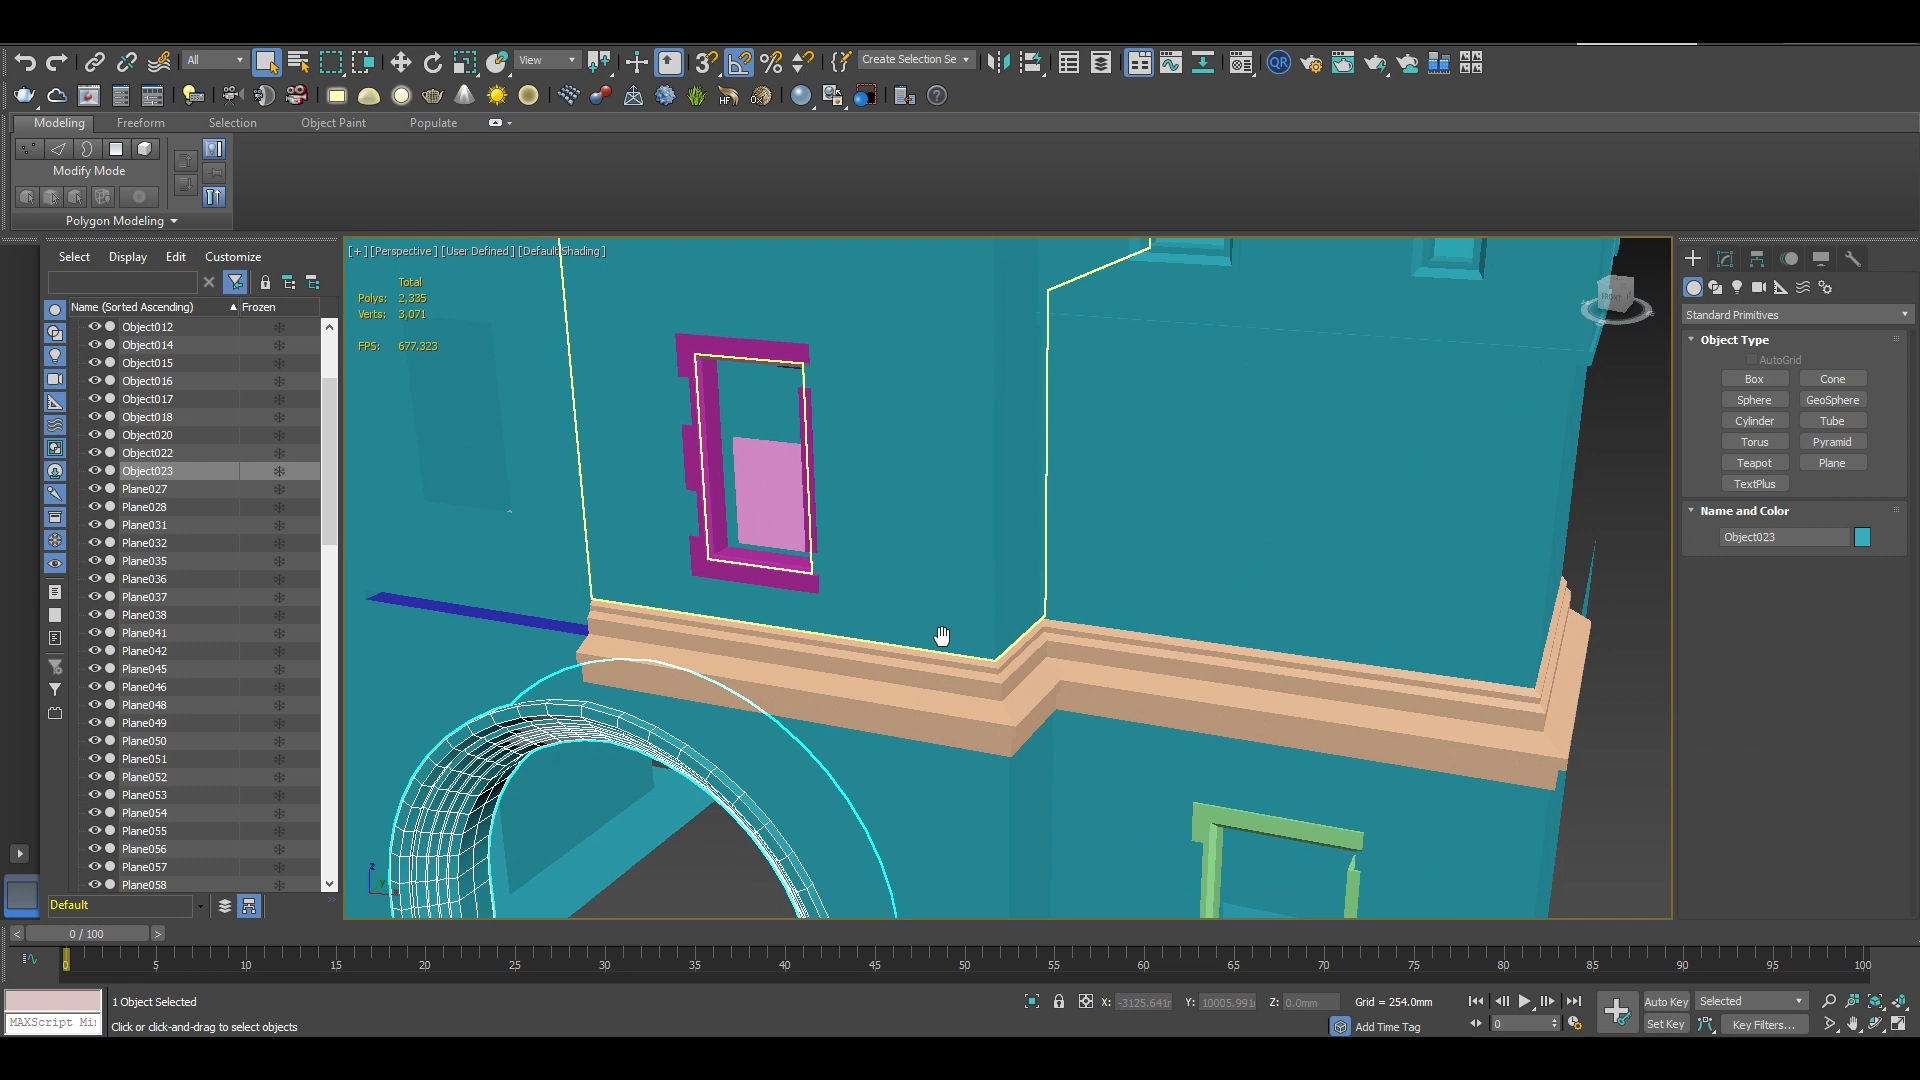 All
View
Create Selection Se
Modeling
Freeform
Selection
Object Paint
Populate
Modify Mode
Polygon Modeling
Select
Display
Edit
Customize
Name (Sorted Ascending)
Frozen
Object012
Object014
Object015
Object016
Object017
Object018
Object020
Object022
Object023
Plane027
Plane028
Plane031
Plane032
Plane035
Plane036
Plane037
Plane038
Plane041
Plane042
Plane045
Plane046
Plane048
Plane049
Plane050
Plane051
Plane052
Plane053
Plane054
Plane055
Plane056
Plane057
Plane058
Default
[+] [Perspective ] [User Defined ] [Default Shading ]
Total
Polys: 2,335
Verts: 3,071
FPS: 677.323
FRONT
Standard Primitives
Object Type
AutoGrid
Box Cone
Sphere GeoSphere
Cylinder Tube
Torus Pyramid
Teapot Plane
TextPlus
Name and Color
Object023
0 / 100
0 5 10 15 20 25 30 35 40 45 50 55 60 65 70 75 80 85 90 95 100
1 Object Selected
X: -3125.641m Y: 10005.991m Z: 0.0mm Grid = 254.0mm
Auto Key
Selected
MAXScript Mi
Click or click-and-drag to select objects
Add Time Tag
0
Set Key
Key Filters...